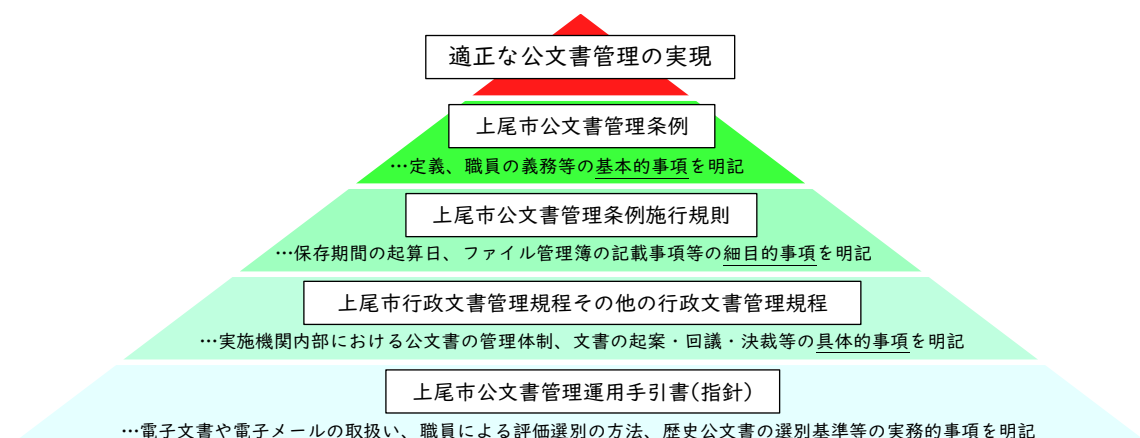 適正な公文書管理の実現
上尾市公文書管理条例
…定義、職員の義務等の基本的事項を明記
上尾市公文書管理条例施行規則
…保存期間の起算日、ファイル管理簿の記載事項等の細目的事項を明記
上尾市行政文書管理規程その他の行政文書管理規程
…実施機関内部における公文書の管理体制、文書の起案・回議・決裁等の具体的事項を明記
上尾市公文書管理運用手引書(指針)
…電子文書や電子メールの取扱い、職員による評価選別の方法、歴史公文書の選別基準等の実務的事項を明記